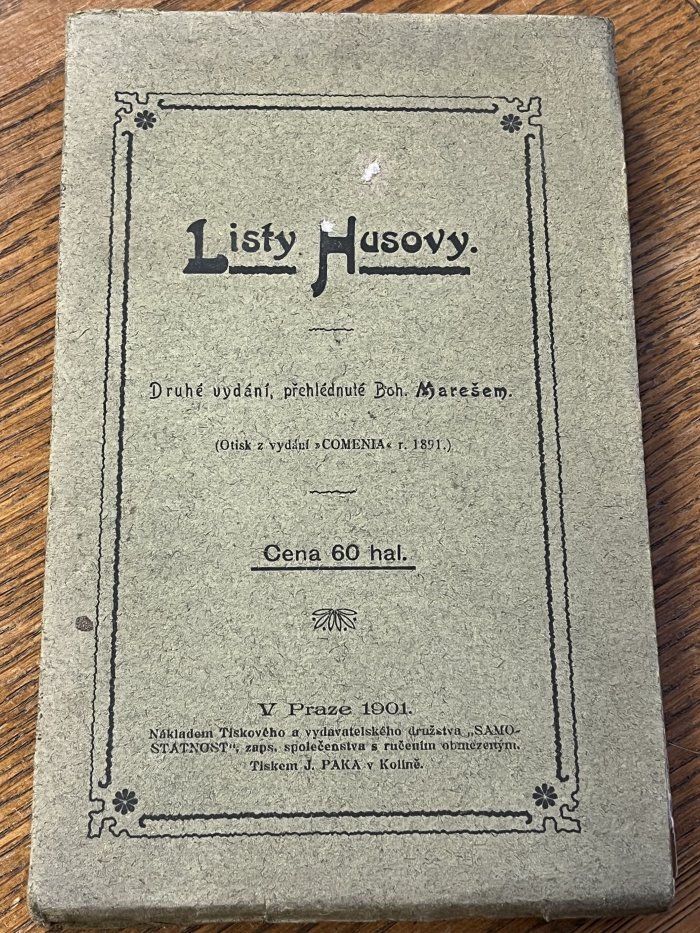 Listy Husovy.
Druhé vydání, přehlédnuté Boh. Marešem.
(Otisk z vydání »COMENIA« r. 1891.)
Cena 60 hal.
V Praze 1901.
Nákladem Tiskového a vydavatelského družstva „SAMO-
STATNOST“, zaps. společenstva s ručením obmezeným.
Tiskem J. PAKA v Kolíně.